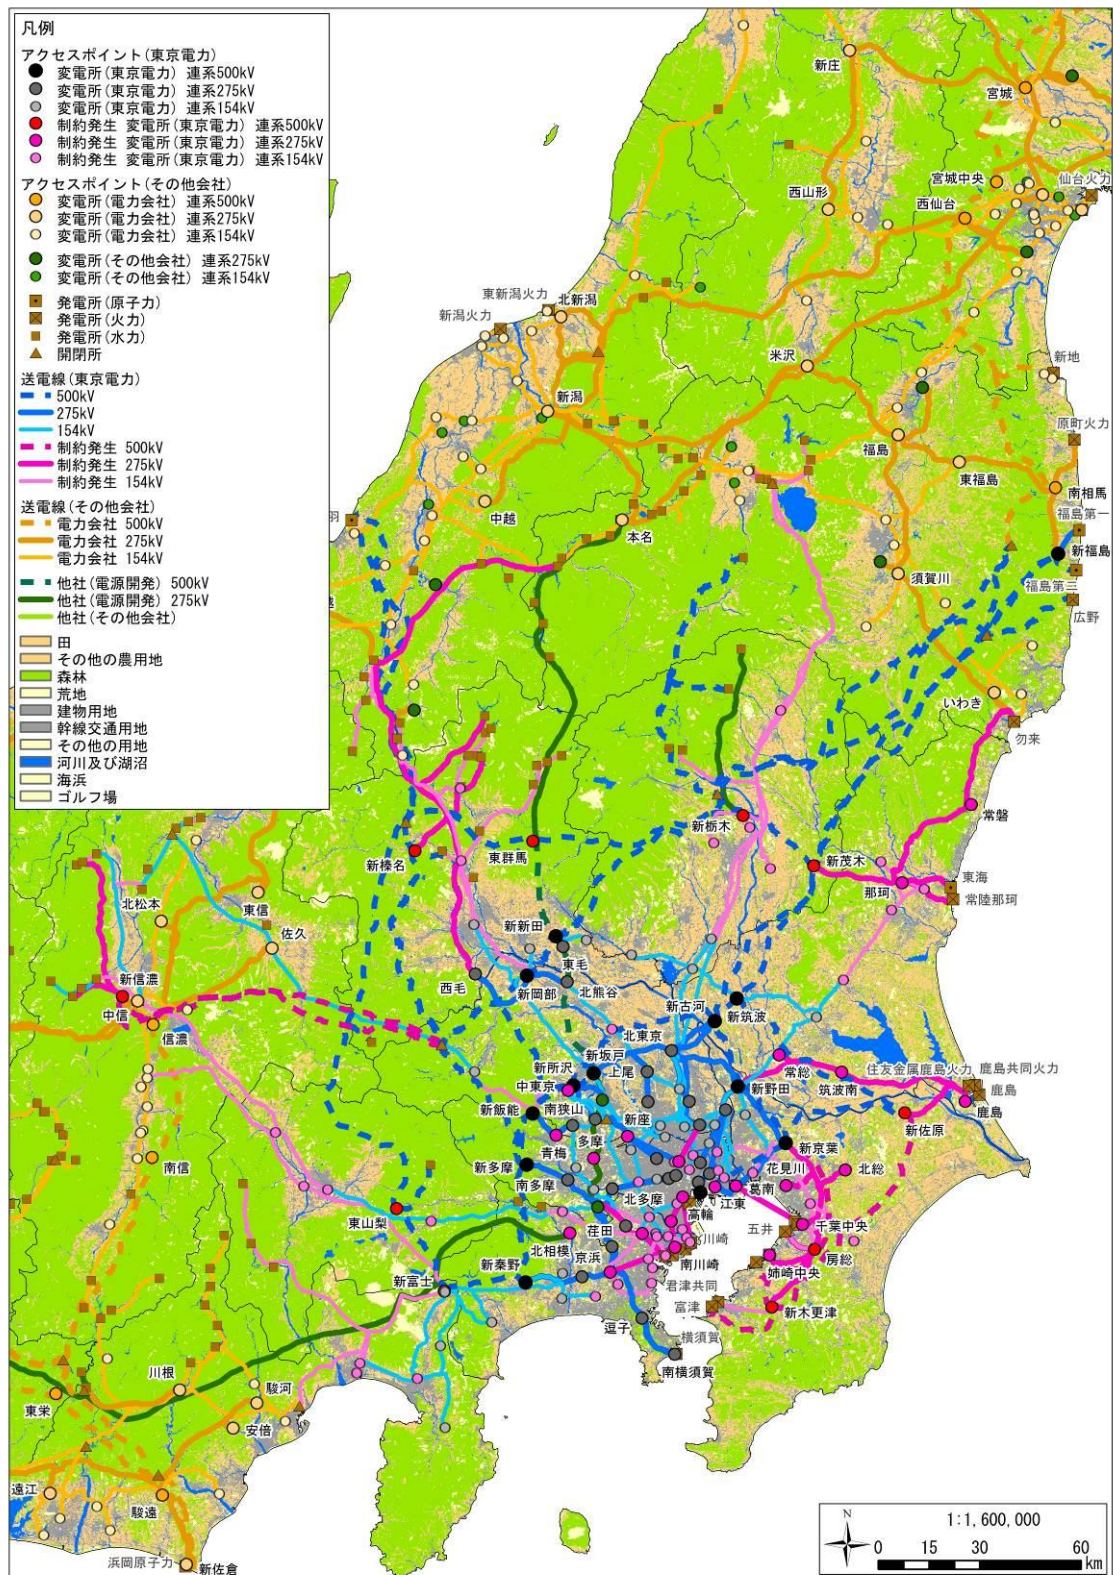 凡例
アクセスポイント(東京電力)
変電所(東京電力) 連系500kV
変電所(東京電力) 連系275kV
変電所(東京電力) 連系154kV
制約発生 変電所(東京電力) 連系500kV
制約発生 変電所(東京電力) 連系275kV
制約発生 変電所(東京電力) 連系154kV
アクセスポイント(その他会社)
変電所(電力会社) 連系500kV
変電所(電力会社) 連系275kV
変電所(電力会社) 連系154kV
変電所(その他会社) 連系275kV
変電所(その他会社) 連系154kV
発電所(原子力)
発電所(火力)
発電所(水力)
開閉所
送電線(東京電力)
500kV
275kV
154kV
制約発生 500kV
制約発生 275kV
制約発生 154kV
送電線(その他会社)
電力会社 500kV
電力会社 275kV
電力会社 154kV
他社(電源開発) 500kV
他社(電源開発) 275kV
他社(その他会社)
田
その他の農用地
森林
荒地
建物用地
幹線交通用地
その他の用地
河川及び湖沼
海浜
ゴルフ場
新庄
宮城
宮城中央
仙台火力
西山形
西仙台
東新潟火力
北新潟
新潟火力
米沢
新地
新潟
原町火力
福島
東福島
南相馬
中越
羽
福島第一
本名
新福島
須賀川
福島第二
広野
越
いわき
勿来
常磐
新栃木
東群馬
新榛名
新茂木
東海
那珂
常陸那珂
北松本
東信
佐久
新新田
東毛
新信濃
西毛
新岡部
北熊谷
中信
新古河
新筑波
信濃
北東京
新坂戸
新所沢
上尾
常総
住友金属鹿島火力
鹿島共同火力
中東京
筑波南
鹿島
新野田
鹿島
新飯能
南狭山
新座
新佐原
青梅
多摩
新京葉
南信
新多摩
花見川
北総
南多摩
北多摩
葛南
江東
高輪
東山梨
荏田
五井
千葉中央
北相模
川崎
京浜
房総
南川崎
姉崎中央
新富士
新秦野
君津共同
富津
新木更津
逗子
横須賀
南横須賀
川根
駿河
東栄
安倍
遠江
駿遠
浜岡原子力
新佐倉
N
1:1,600,000
0 15 30 60
km